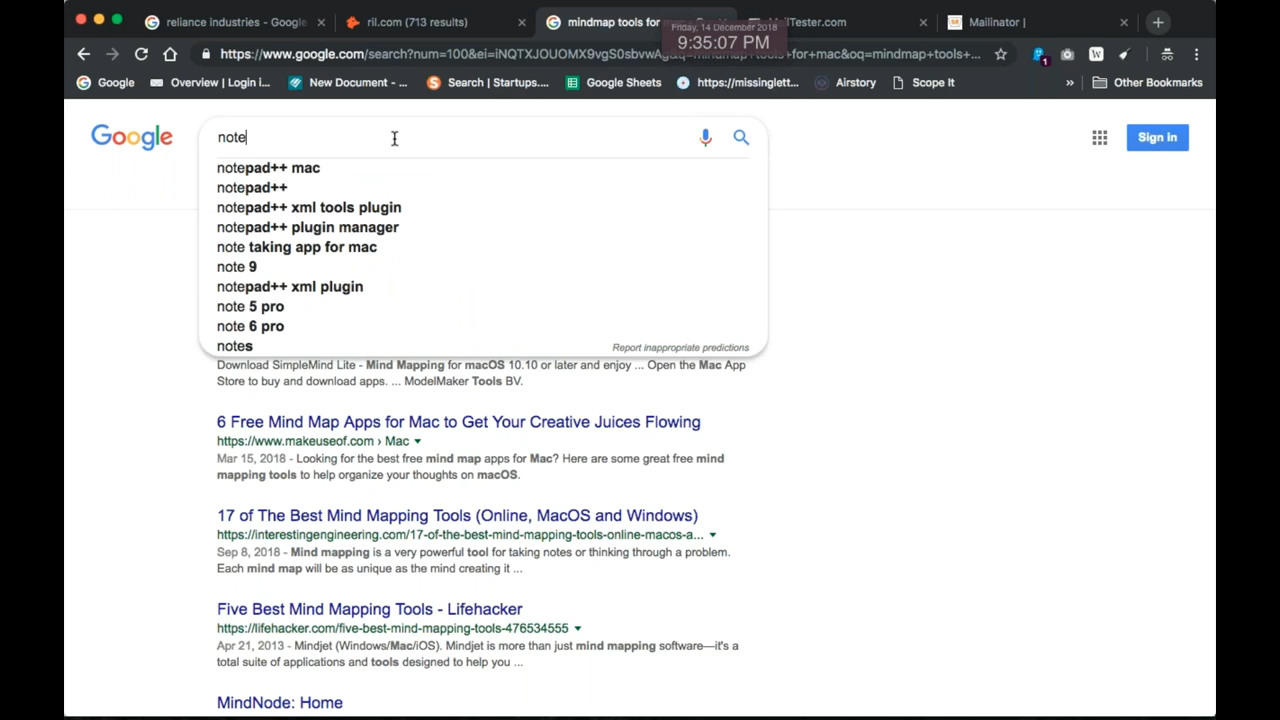 reliance industries - Google
ril.com (713 results)
mindmap tools for
Tester.com
Mailinator |
Friday, 14 December 2018
9:35:07 PM
https://www.google.com/search?num=100&ei=iNQTXJOUOMX9vgS0sbvwA
for+mac&oq=mindmap+tools+...
1
W
Google
Overview | Login i...
New Document - ...
Search | Startups....
Google Sheets
https://missinglett...
Airstory
Scope It
»
Other Bookmarks
Google
note
Sign in
notepad++ mac
notepad++
notepad++ xml tools plugin
notepad++ plugin manager
note taking app for mac
note 9
notepad++ xml plugin
note 5 pro
note 6 pro
notes
Report inappropriate predictions
Download SimpleMind Lite - Mind Mapping for macOS 10.10 or later and enjoy ... Open the Mac App
Store to buy and download apps. ... ModelMaker Tools BV.
6 Free Mind Map Apps for Mac to Get Your Creative Juices Flowing
https://www.makeuseof.com › Mac
Mar 15, 2018 - Looking for the best free mind map apps for Mac? Here are some great free mind
mapping tools to help organize your thoughts on macOS.
17 of The Best Mind Mapping Tools (Online, MacOS and Windows)
https://interestingengineering.com/17-of-the-best-mind-mapping-tools-online-macos-a...
Sep 8, 2018 - Mind mapping is a very powerful tool for taking notes or thinking through a problem.
Each mind map will be as unique as the mind creating it ...
Five Best Mind Mapping Tools - Lifehacker
https://lifehacker.com/five-best-mind-mapping-tools-476534555
Apr 21, 2013 - Mindjet (Windows/Mac/iOS). Mindjet is more than just mind mapping software—it's a
total suite of applications and tools designed to help you ...
MindNode: Home